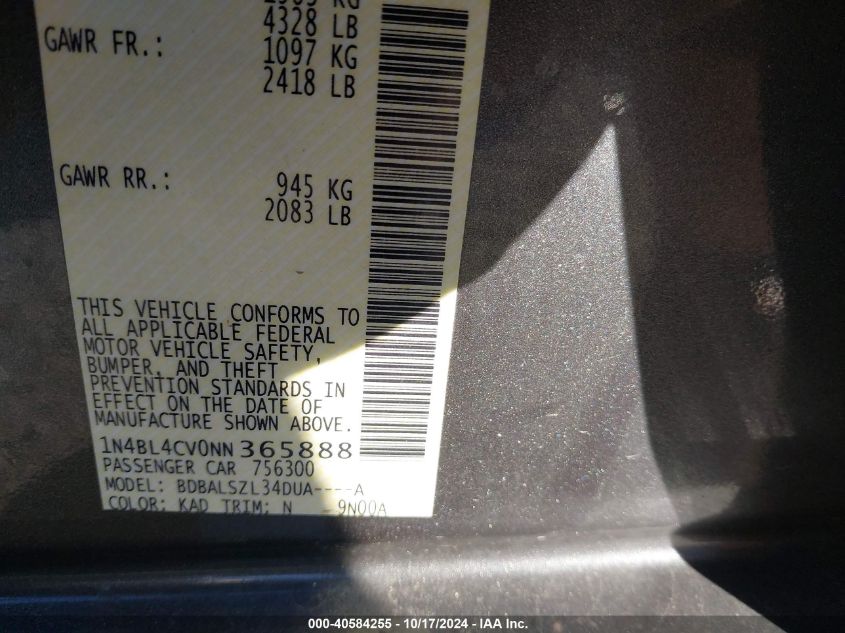 4328 LB
GAWR FR.: 1097 KG
2418 LB
GAWR RR.: 945 KG
2083 LB
THIS VEHICLE CONFORMS TO
ALL APPLICABLE FEDERAL
MOTOR VEHICLE SAFETY,
BUMPER, AND THEFT
PREVENTION STANDARDS IN
EFFECT ON THE DATE OF
MANUFACTURE SHOWN ABOVE.
1N4BL4CV0NN365888
PASSENGER CAR 756300
MODEL: BDBALSZL34DUA----A
COLOR: KAD TRIM: N -9N00A
000-40584255 - 10/17/2024 - IAA Inc.